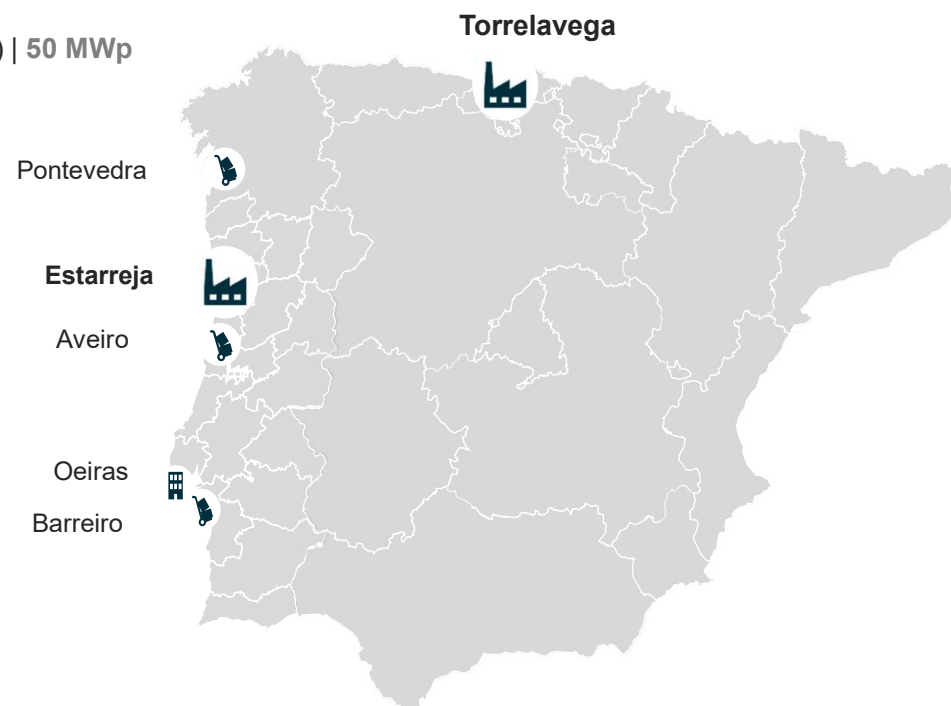 Torrelavega
) | 50 MWp
Pontevedra
Estarreja
Aveiro
Oeiras
Barreiro